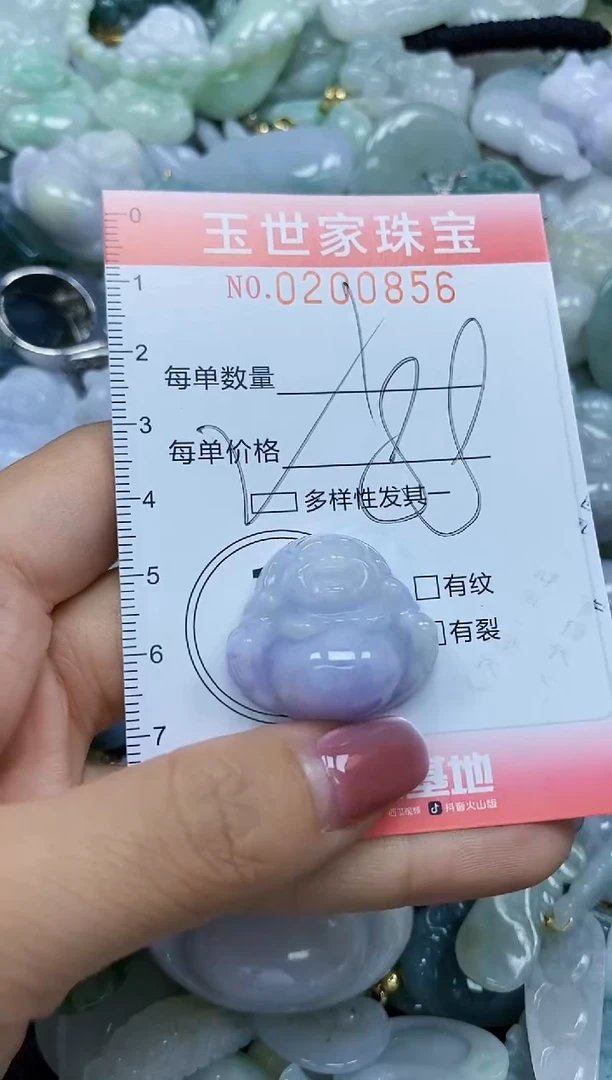 玉世家珠宝
NO.0200856
每单数量
每单价格
多样性发其一
有纹
有裂
基地
抖音火山版
0
1
2
3
4
5
6
7